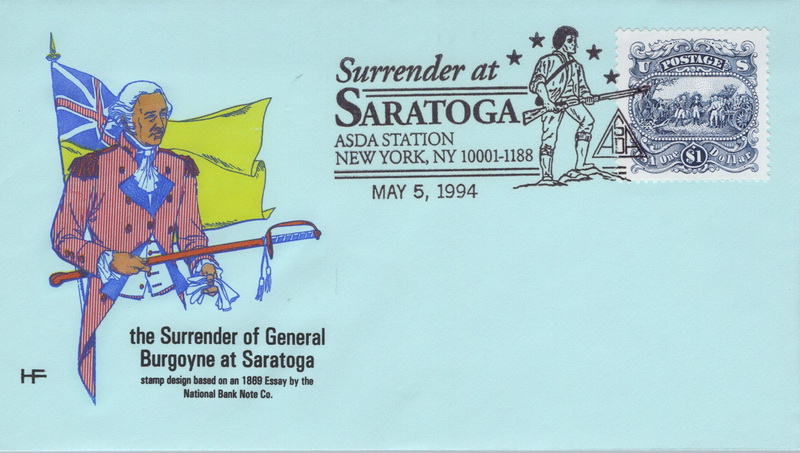 Surrender at
SARATOGA
ASDA STATION
NEW YORK, NY 10001-1188
MAY 5, 1994
ASDA
U POSTAGE S
1 One $1 Dollar
the Surrender of General
Burgoyne at Saratoga
stamp design based on an 1869 Essay by the
National Bank Note Co.
HF